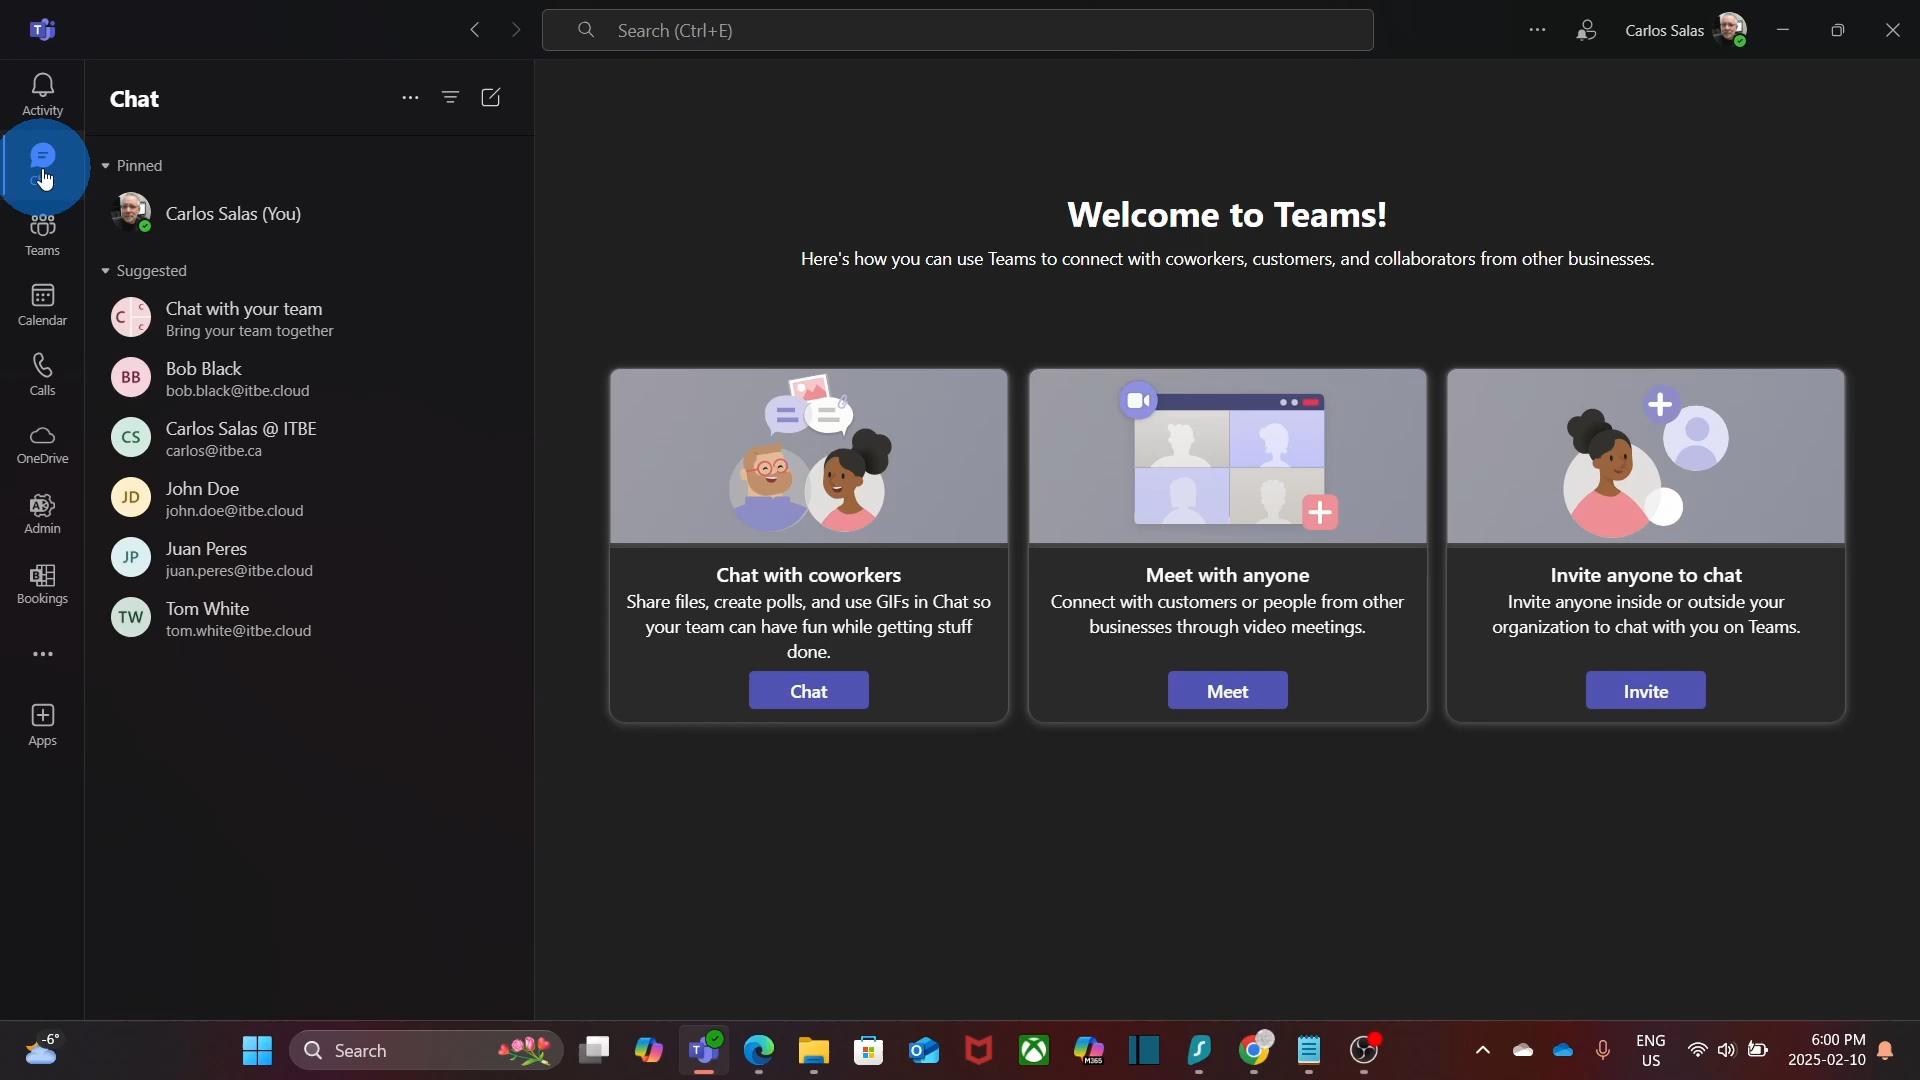 Search (Ctrl+E)
Carlos Salas
Activity
Teams
Calendar
Calls
OneDrive
Admin
Bookings
Apps
Chat
Pinned
Carlos Salas (You)
Suggested
Chat with your team
Bring your team together
BB
Bob Black
bob.black@itbe.cloud
CS
Carlos Salas @ ITBE
carlos@itbe.ca
JD
John Doe
john.doe@itbe.cloud
JP
Juan Peres
juan.peres@itbe.cloud
TW
Tom White
tom.white@itbe.cloud
Welcome to Teams!
Here's how you can use Teams to connect with coworkers, customers, and collaborators from other businesses.
Chat with coworkers
Share files, create polls, and use GIFs in Chat so
your team can have fun while getting stuff
done.
Chat
Meet with anyone
Connect with customers or people from other
businesses through video meetings.
Meet
Invite anyone to chat
Invite anyone inside or outside your
organization to chat with you on Teams.
Invite
-6°
Search
M365
ENG
US
6:00 PM
2025-02-10